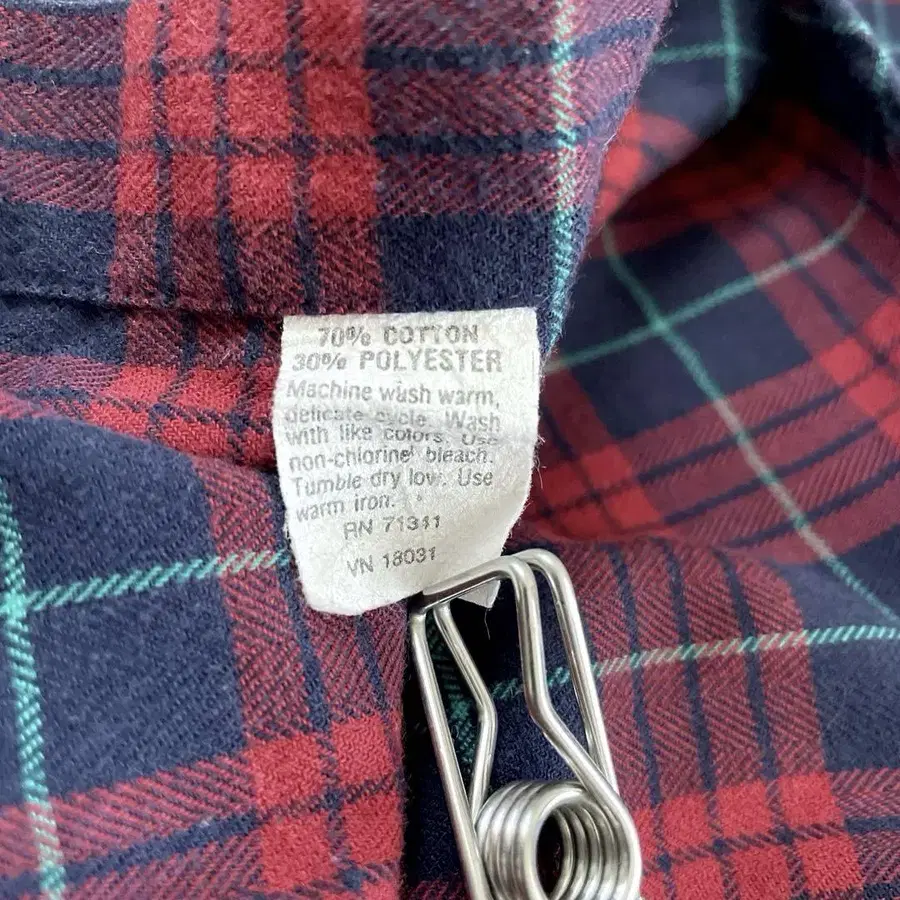 70% COTTON
30% POLYESTER
Machine wash warm,
delicate cycle. Wash
with like colors. Use
non-chlorine bleach.
Tumble dry low. Use
warm iron.
RN 71341
VN 18031